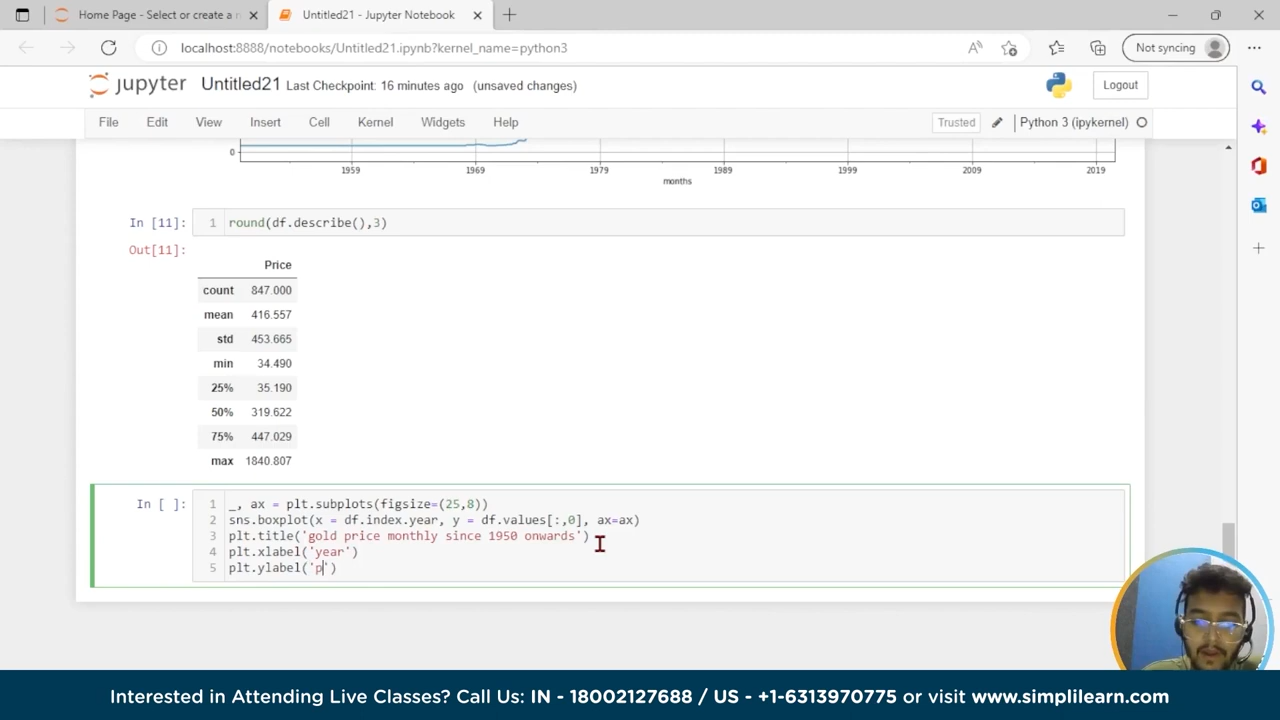 Home Page - Select or create a n
Untitled21 - Jupyter Notebook
localhost:8888/notebooks/Untitled21.ipynb?kernel_name=python3
Not syncing
jupyter Untitled21 Last Checkpoint: 16 minutes ago (unsaved changes)
Logout
File Edit View Insert Cell Kernel Widgets Help
Trusted Python 3 (ipykernel)
0
1959 1969 1979 1989 1999 2009 2019
months
In [11]: 1 round(df.describe(),3)
Out[11]:
Price
count 847.000
mean 416.557
std 453.665
min 34.490
25% 35.190
50% 319.622
75% 447.029
max 1840.807
In [ ]: 1 _, ax = plt.subplots(figsize=(25,8))
2 sns.boxplot(x = df.index.year, y = df.values[:,0], ax=ax)
3 plt.title('gold price monthly since 1950 onwards')
4 plt.xlabel('year')
5 plt.ylabel('p')
Interested in Attending Live Classes? Call Us: IN - 18002127688 / US - +1-6313970775 or visit www.simplilearn.com